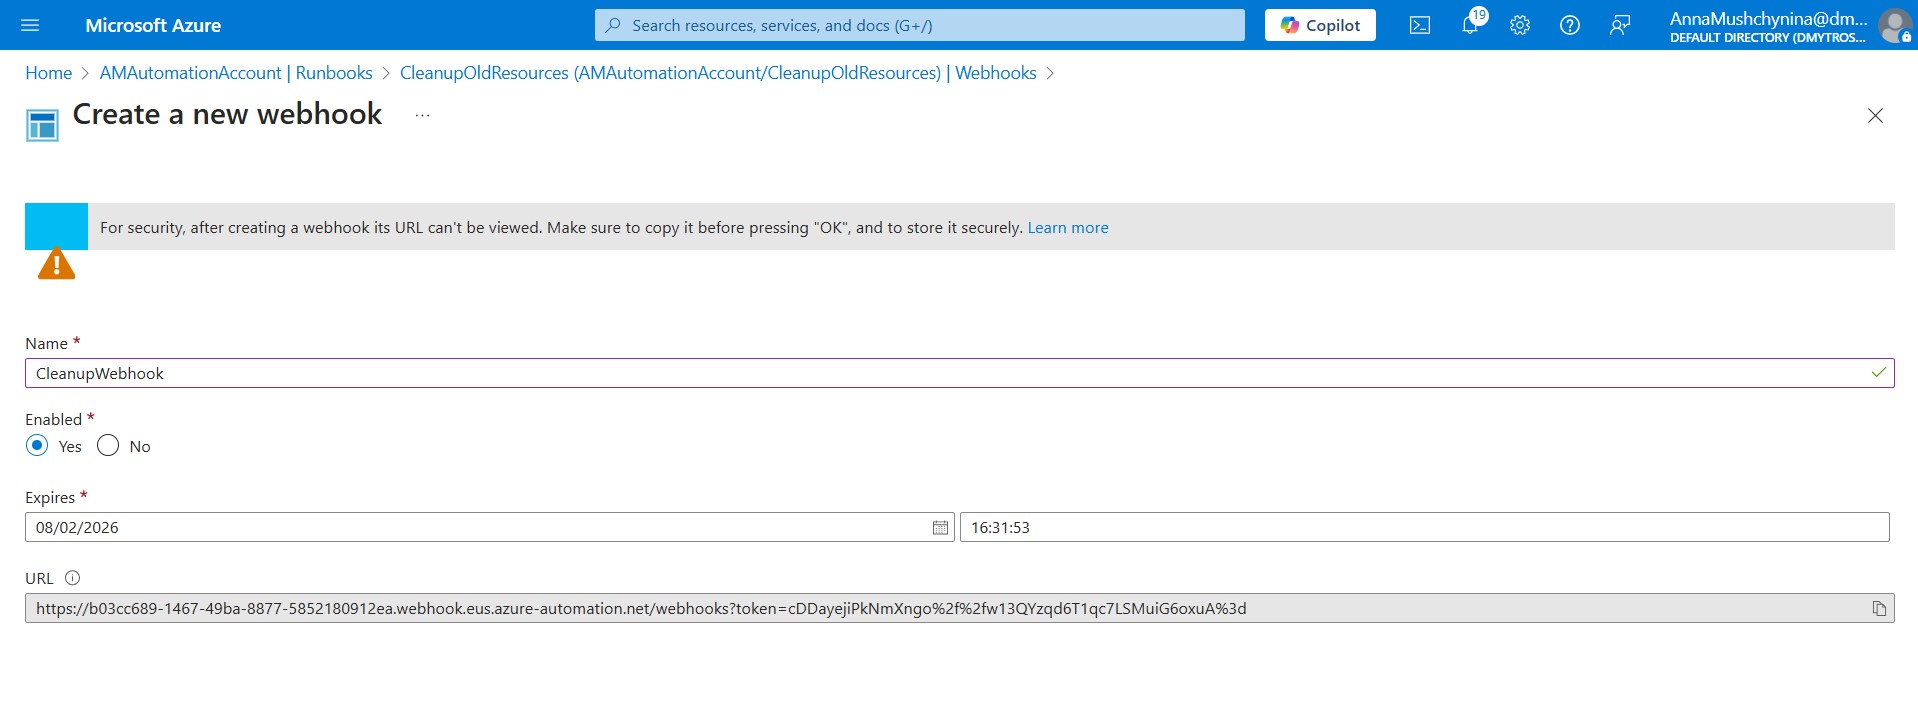 Microsoft Azure
Search resources, services, and docs (G+/)
Copilot
19
AnnaMushchynina@dm...
DEFAULT DIRECTORY (DMYTROS...
Home > AMAutomationAccount | Runbooks > CleanupOldResources (AMAutomationAccount/CleanupOldResources) | Webhooks >
Create a new webhook ...
For security, after creating a webhook its URL can't be viewed. Make sure to copy it before pressing "OK", and to store it securely. Learn more
Name *
CleanupWebhook
Enabled *
Yes No
Expires *
08/02/2026 16:31:53
URL
https://b03cc689-1467-49ba-8877-5852180912ea.webhook.eus.azure-automation.net/webhooks?token=cDDayejiPkNmXngo%2f%2fw13QYzqd6T1qc7LSMuiG6oxuA%3d